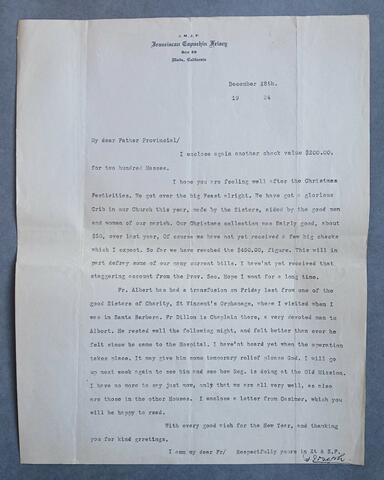 J. M. J. F.
Franciscan Capuchin Friary
Box 98
Ukiah, California
December 28th.
19 24
My dear Father Provincial/
I enclose again another check value $200.00.
for two hundred Masses.
I hope you are feeling well after the Christmas
Festivities. We got over the big Feast alright. We have got a glorious
Crib in our Church this year, made by the Sisters, aided by the good men
and women of our parish. Our Christmas collection was fairly good, about
$50, over last year. Of course we have not yet received a few big checks
which I expect. So far we have reached the $450.00, figure. This will in
part defray some of our many current bills. I have'nt yet received that
staggering account from the Prov. Sec. Hope I wont for a long time.
Fr. Albert has had a transfusion on Friday last from one of the
good Sisters of Charity, St Vincent's Orphanage, where I visited when I
was in Santa Barbara. Fr Dillon is Chaplain there, a very devoted man to
Albert. He rested well the following night, and felt better than ever he
felt since he came to the Hospital. I have'nt heard yet when the operation
takes place. It may give him some temporary relief please God. I will go
up next week again to see him and see how Reg. is doing at the Old Mission.
I have no more to say just now, only that we are all very well, as also
are those in the other Houses. I enclose a letter from Casimer, which you
will be happy to read.
With every good wish for the New Year, and thanking
you for kind greetings.
I am my dear Fr/ Respectfully yours in Xt & S.F.